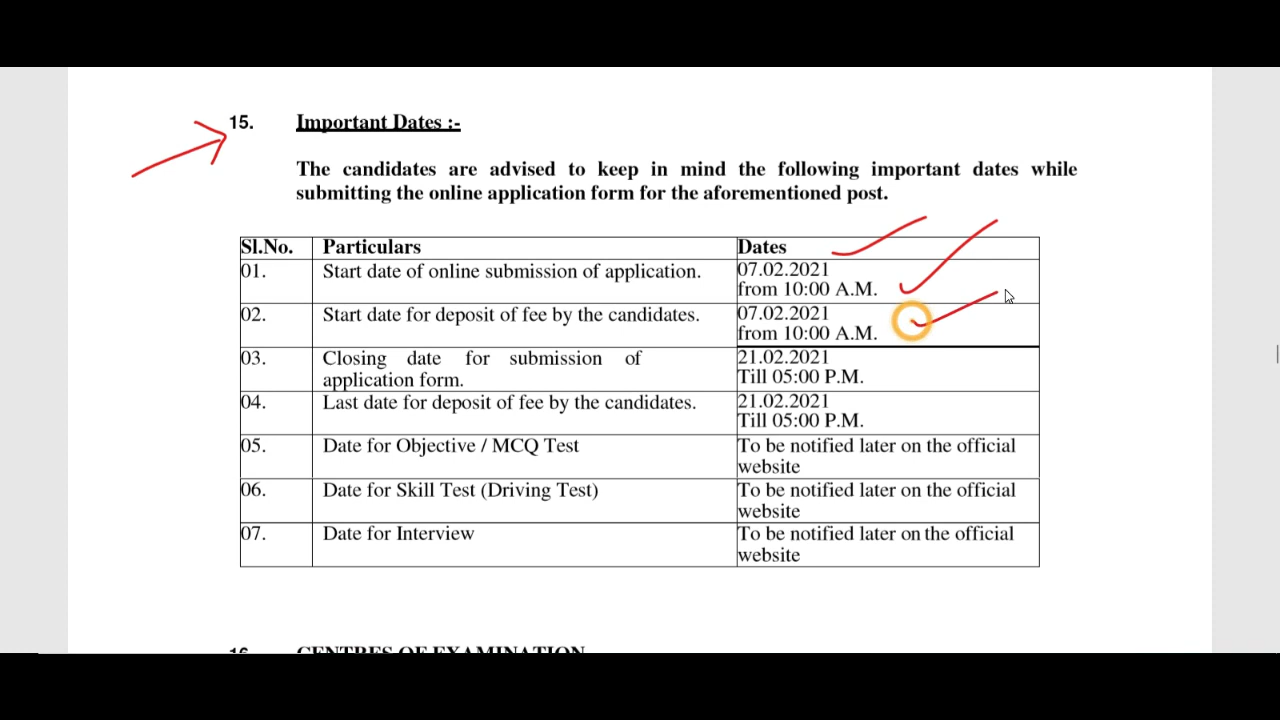 15. Important Dates :-
The candidates are advised to keep in mind the following important dates while
submitting the online application form for the aforementioned post.
Sl.No. Particulars Dates
01. Start date of online submission of application. 07.02.2021
from 10:00 A.M.
02. Start date for deposit of fee by the candidates. 07.02.2021
from 10:00 A.M.
03. Closing date for submission of 21.02.2021
application form. Till 05:00 P.M.
04. Last date for deposit of fee by the candidates. 21.02.2021
Till 05:00 P.M.
05. Date for Objective / MCQ Test To be notified later on the official
website
06. Date for Skill Test (Driving Test) To be notified later on the official
website
07. Date for Interview To be notified later on the official
website
16. CENTRES OF EXAMINATION